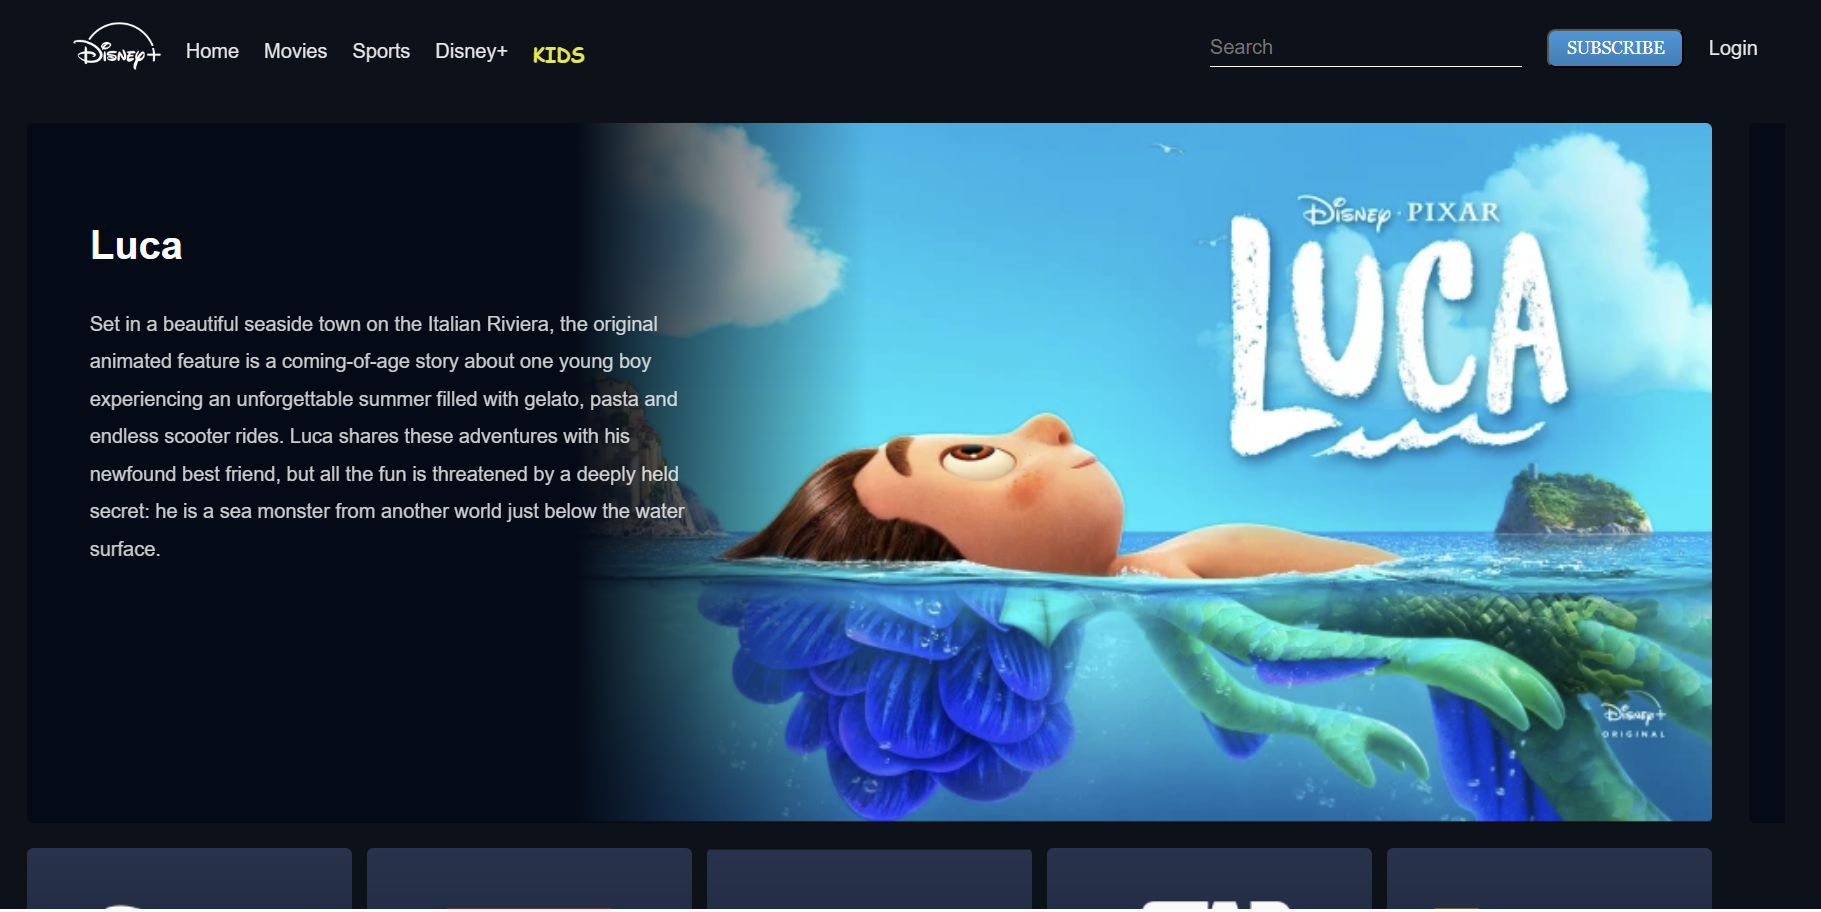 Disney+ Home Movies Sports Disney+ KIDS Search SUBSCRIBE Login
Luca
Set in a beautiful seaside town on the Italian Riviera, the original
animated feature is a coming-of-age story about one young boy
experiencing an unforgettable summer filled with gelato, pasta and
endless scooter rides. Luca shares these adventures with his
newfound best friend, but all the fun is threatened by a deeply held
secret: he is a sea monster from another world just below the water
surface.
Disney · PIXAR
LUCA
Disney+
ORIGINAL